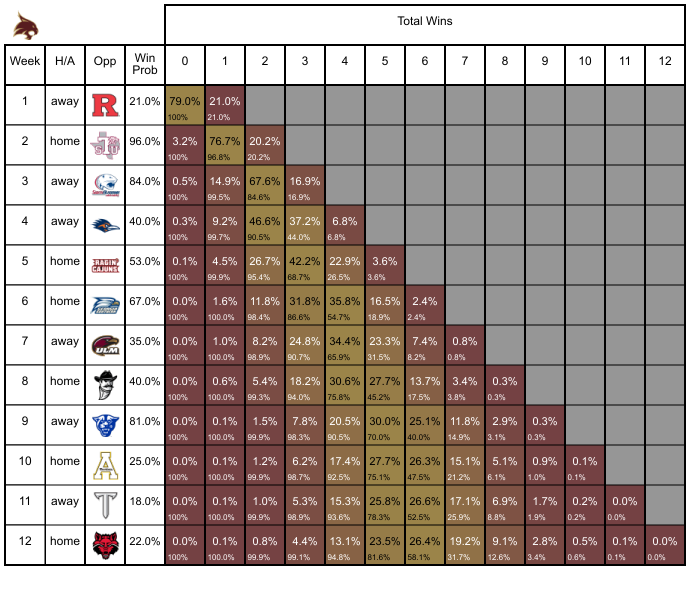 Total Wins
Week H/A Opp Win Prob 0 1 2 3 4 5 6 7 8 9 10 11 12
1 away R 21.0% 79.0% 21.0%
100% 21.0%
2 home 96.0% 3.2% 76.7% 20.2%
100% 96.8% 20.2%
3 away 84.0% 0.5% 14.9% 67.6% 16.9%
100% 99.5% 84.6% 16.9%
4 away 40.0% 0.3% 9.2% 46.6% 37.2% 6.8%
100% 99.7% 90.5% 44.0% 6.8%
5 home RAGIN' CAJUNS 53.0% 0.1% 4.5% 26.7% 42.2% 22.9% 3.6%
100% 99.9% 95.4% 68.7% 26.5% 3.6%
6 home 67.0% 0.0% 1.6% 11.8% 31.8% 35.8% 16.5% 2.4%
100% 100.0% 98.4% 86.6% 54.7% 18.9% 2.4%
7 away ULM 35.0% 0.0% 1.0% 8.2% 24.8% 34.4% 23.3% 7.4% 0.8%
100% 100.0% 98.9% 90.7% 65.9% 31.5% 8.2% 0.8%
8 home 40.0% 0.0% 0.6% 5.4% 18.2% 30.6% 27.7% 13.7% 3.4% 0.3%
100% 100.0% 99.3% 94.0% 75.8% 45.2% 17.5% 3.8% 0.3%
9 away 81.0% 0.0% 0.1% 1.5% 7.8% 20.5% 30.0% 25.1% 11.8% 2.9% 0.3%
100% 100.0% 99.9% 98.3% 90.5% 70.0% 40.0% 14.9% 3.1% 0.3%
10 home A 25.0% 0.0% 0.1% 1.2% 6.2% 17.4% 27.7% 26.3% 15.1% 5.1% 0.9% 0.1%
100% 100.0% 99.9% 98.7% 92.5% 75.1% 47.5% 21.2% 6.1% 1.0% 0.1%
11 away T 18.0% 0.0% 0.1% 1.0% 5.3% 15.3% 25.8% 26.6% 17.1% 6.9% 1.7% 0.2% 0.0%
100% 100.0% 99.9% 98.9% 93.6% 78.3% 52.5% 25.9% 8.8% 1.9% 0.2% 0.0%
12 home 22.0% 0.0% 0.1% 0.8% 4.4% 13.1% 23.5% 26.4% 19.2% 9.1% 2.8% 0.5% 0.1% 0.0%
100% 100.0% 99.9% 99.1% 94.8% 81.6% 58.1% 31.7% 12.6% 3.4% 0.6% 0.1% 0.0%